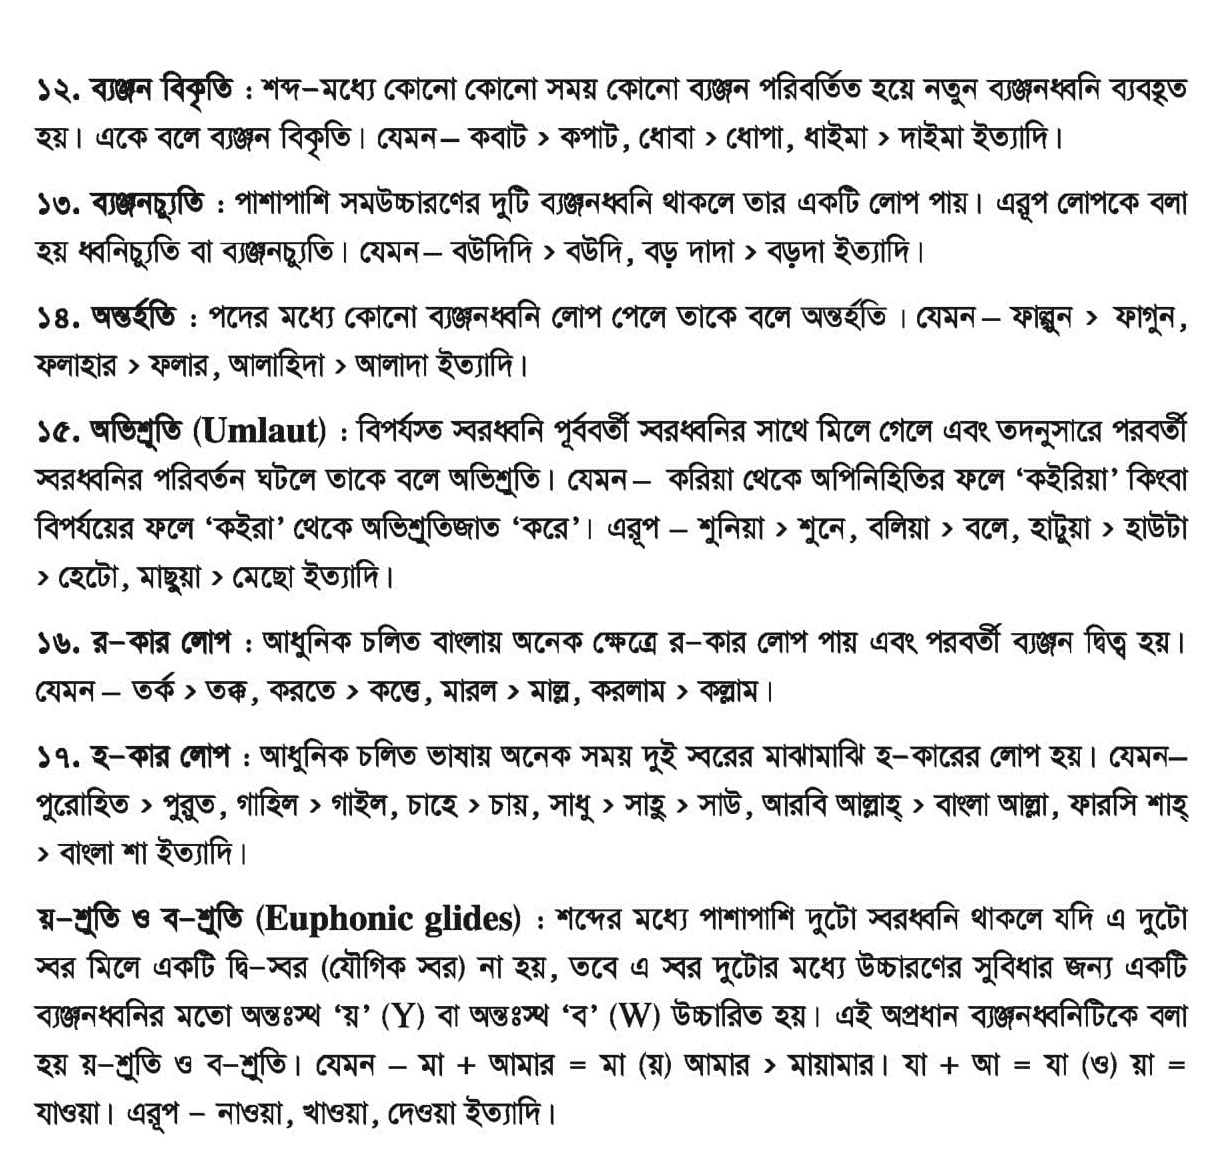 ১২. ব্যঞ্জন বিকৃতি : শব্দ-মধ্যে কোনো কোনো সময় কোনো ব্যঞ্জন পরিবর্তিত হয়ে নতুন ব্যঞ্জনধ্বনি ব্যবহৃত
হয়। একে বলে ব্যঞ্জন বিকৃতি। যেমন– কবাট > কপাট, ধোবা > ধোপা, ধাইমা > দাইমা ইত্যাদি।
১৩. ব্যঞ্জনচ্যুতি : পাশাপাশি সমউচ্চারণের দুটি ব্যঞ্জনধ্বনি থাকলে তার একটি লোপ পায়। এরূপ লোপকে বলা
হয় ধ্বনিচ্যুতি বা ব্যঞ্জনচ্যুতি। যেমন– বউদিদি > বউদি, বড় দাদা > বড়দা ইত্যাদি।
১৪. অন্তর্হতি : পদের মধ্যে কোনো ব্যঞ্জনধ্বনি লোপ পেলে তাকে বলে অন্তর্হতি । যেমন– ফাল্গুন > ফাগুন,
ফলাহার > ফলার, আলাহিদা > আলাদা ইত্যাদি।
১৫. অভিশ্রুতি (Umlaut) : বিপর্যস্ত স্বরধ্বনি পূর্ববর্তী স্বরধ্বনির সাথে মিলে গেলে এবং তদনুসারে পরবর্তী
স্বরধ্বনির পরিবর্তন ঘটলে তাকে বলে অভিশ্রুতি। যেমন– করিয়া থেকে অপিনিহিতির ফলে ‘কইরিয়া’ কিংবা
বিপর্যয়ের ফলে ‘কইরা’ থেকে অভিশ্রুতিজাত ‘করে’। এরূপ – শুনিয়া > শুনে, বলিয়া > বলে, হাটুয়া > হাউটা
> হেটো, মাছুয়া > মেছো ইত্যাদি।
১৬. র-কার লোপ : আধুনিক চলিত বাংলায় অনেক ক্ষেত্রে র-কার লোপ পায় এবং পরবর্তী ব্যঞ্জন দ্বিত্ব হয়।
যেমন – তর্ক > তক্ক, করতে > কত্তে, মারল > মাল্ল, করলাম > কল্লাম।
১৭. হ-কার লোপ : আধুনিক চলিত ভাষায় অনেক সময় দুই স্বরের মাঝামাঝি হ-কারের লোপ হয়। যেমন–
পুরোহিত > পুরুত, গাহিল > গাইল, চাহে > চায়, সাধু > সাহু > সাউ, আরবি আল্লাহ্ > বাংলা আল্লা, ফারসি শাহ্
> বাংলা শা ইত্যাদি।
য়-শ্রুতি ও ব-শ্রুতি (Euphonic glides) : শব্দের মধ্যে পাশাপাশি দুটো স্বরধ্বনি থাকলে যদি এ দুটো
স্বর মিলে একটি দ্বি-স্বর (যৌগিক স্বর) না হয়, তবে এ স্বর দুটোর মধ্যে উচ্চারণের সুবিধার জন্য একটি
ব্যঞ্জনধ্বনির মতো অন্তঃস্থ ‘য়’ (Y) বা অন্তঃস্থ ‘ব’ (W) উচ্চারিত হয়। এই অপ্রধান ব্যঞ্জনধ্বনিটিকে বলা
হয় য়-শ্রুতি ও ব-শ্রুতি। যেমন – মা + আমার = মা (য়) আমার > মায়ামার। যা + আ = যা (ও) য়া =
যাওয়া। এরূপ – নাওয়া, খাওয়া, দেওয়া ইত্যাদি।